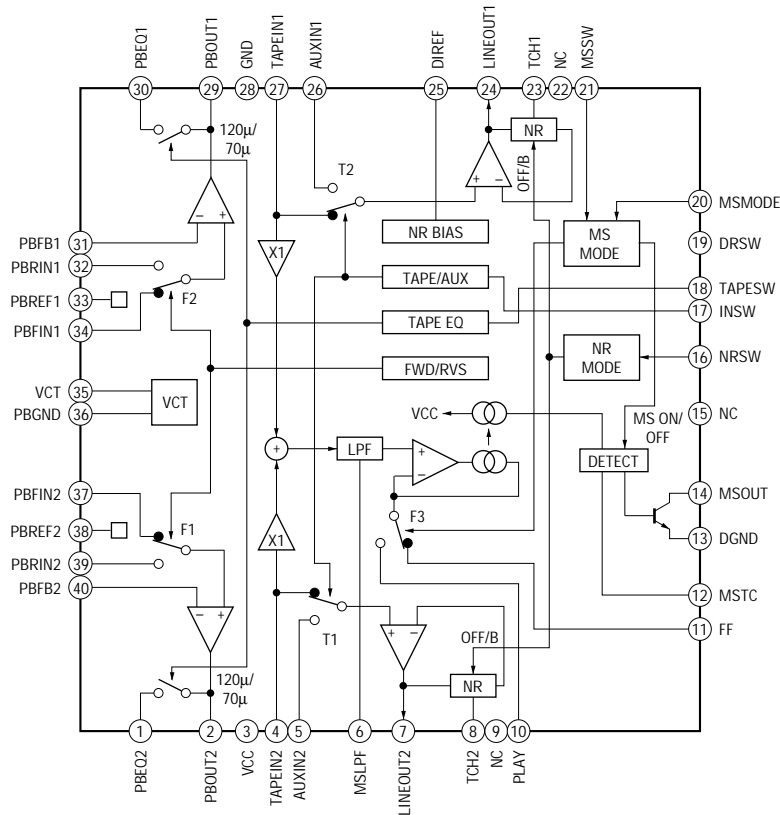 PBEQ1
PBOUT1
GND
TAPEIN1
AUXIN1
DIREF
LINEOUT1
TCH1
NC
MSSW
30
29
28
27
26
25
24
23
22
21
120μ/
70μ
T2
NR
OFF/B
+ −
− +
20 MSMODE
PBFB1 31
NR BIAS
MS
MODE
19 DRSW
PBRIN1 32
X1
TAPE/AUX
18 TAPESW
PBREF1 33
F2
17 INSW
PBFIN1 34
TAPE EQ
NR
MODE
16 NRSW
FWD/RVS
VCT 35
VCT
PBGND 36
VCC
15 NC
MS ON/
OFF
+
LPF
+
−
DETECT
14 MSOUT
PBFIN2 37
PBREF2 38
F1
F3
13 DGND
PBRIN2 39
X1
PBFB2 40
12 MSTC
− +
T1
+ −
11 FF
OFF/B
120μ/
70μ
NR
1
2
3
4
5
6
7
8
9
10
PBEQ2
PBOUT2
VCC
TAPEIN2
AUXIN2
MSLPF
LINEOUT2
TCH2
NC
PLAY